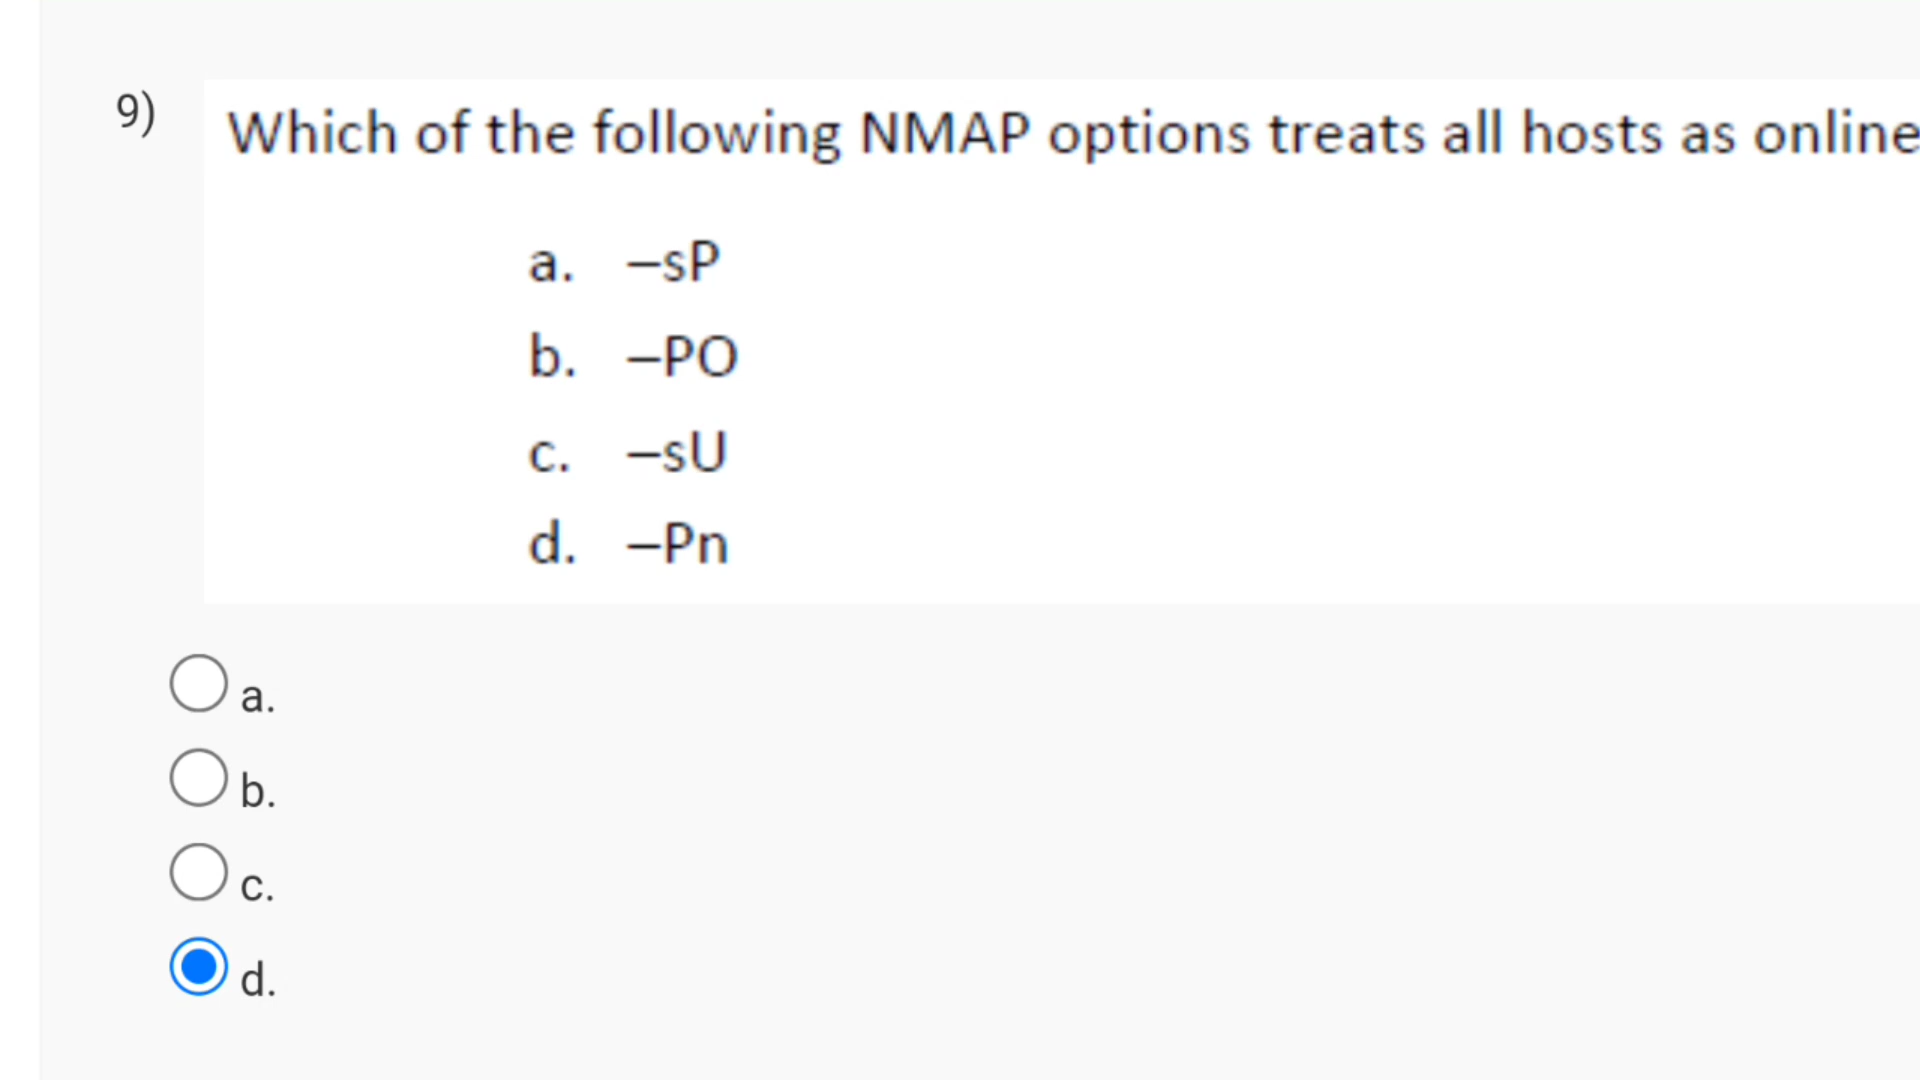 9)
Which of the following NMAP options treats all hosts as online
a. –sP
b. –PO
c. –sU
d. –Pn
a.
b.
c.
d.